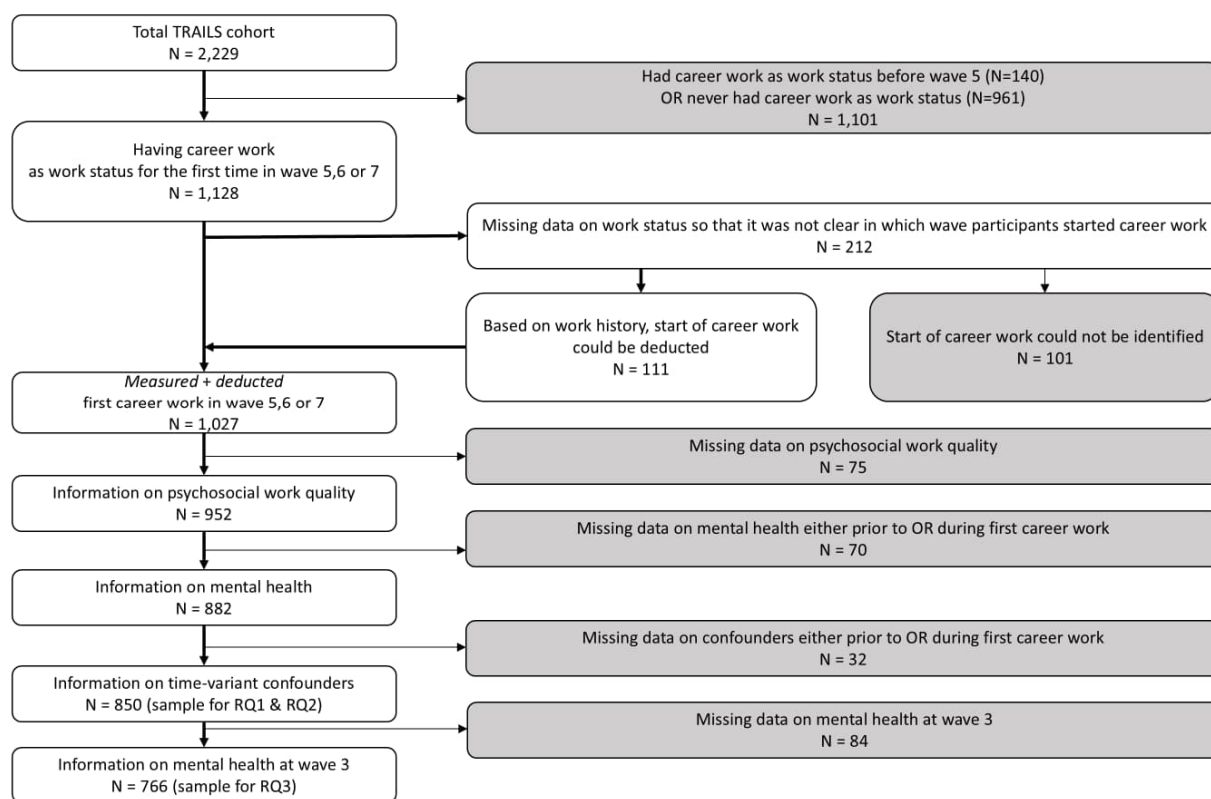 Total TRAILS cohort
N = 2,229
Had career work as work status before wave 5 (N=140)
OR never had career work as work status (N=961)
N = 1,101
Having career work
as work status for the first time in wave 5,6 or 7
N = 1,128
Missing data on work status so that it was not clear in which wave participants started career work
N = 212
Based on work history, start of career work
could be deducted
N = 111
Start of career work could not be identified
N = 101
Measured + deducted
first career work in wave 5,6 or 7
N = 1,027
Missing data on psychosocial work quality
N = 75
Information on psychosocial work quality
N = 952
Missing data on mental health either prior to OR during first career work
N = 70
Information on mental health
N = 882
Missing data on confounders either prior to OR during first career work
N = 32
Information on time-variant confounders
N = 850 (sample for RQ1 & RQ2)
Missing data on mental health at wave 3
N = 84
Information on mental health at wave 3
N = 766 (sample for RQ3)